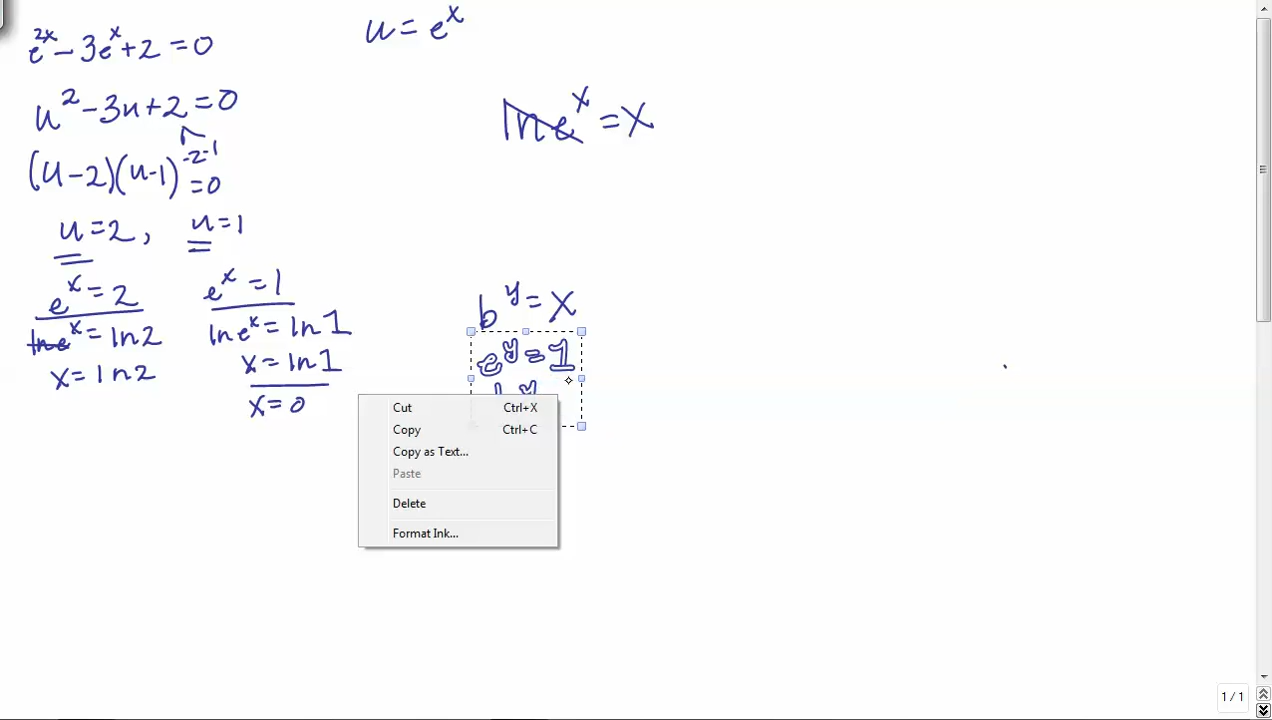 e^{2x} - 3e^x + 2 = 0
u^2 - 3u + 2 = 0
-2 -1
(u - 2)(u - 1) = 0
u = 2, u = 1
e^x = 2
ln e^x = ln 2
x = ln 2
e^x = 1
ln e^x = ln 1
x = ln 1
x = 0
u = e^x
ln e^x = x
b^y = x
e^y = 1
Cut Ctrl+X
Copy Ctrl+C
Copy as Text...
Paste
Delete
Format Ink...
1 / 1